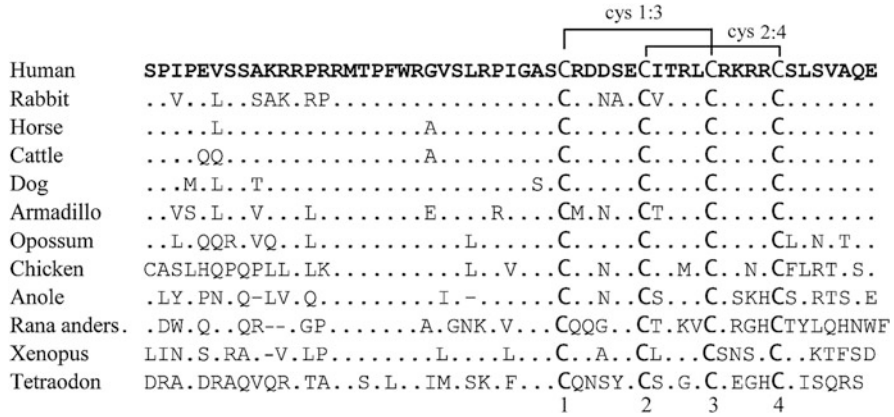 cys 1:3
cys 2:4
Human SPIPEVSSAKRRPRRMTPFWRGVSLRPIGASCRDDSECITRLCRKRRCSLSVAQE
Rabbit ..V..L..SAK.RP.................C..NA.CV...C....C.......
Horse .....L...............A.........C.....C....C....C.......
Cattle ....QQ...............A.........C.....C....C....C.......
Dog ...M.L..T....................S.C.....C....C....C.......
Armadillo ..VS.L..V...L........E....R....CM.N..CT...C....C.......
Opossum ..L.QQR.VQ..L...........L......C.....C....C....CL.N.T..
Chicken CASLHQPQPLL.LK..........L..V...C..N..C..M.C..N.CFLRT.S.
Anole .LY.PN.Q-LV.Q.........I.-......C..N..CS...C.SKHCS.RTS.E
Rana anders. .DW.Q..QR--.GP.......A.GNK.V...CQQG..CT.KVC.RGHCTYLQHNWF
Xenopus LIN.S.RA.-V.LP..........L..L...C..A..CL...CSNS.C..KTFSD
Tetraodon DRA.DRAQVQR.TA..S.L..IM.SK.F...CQNSY.CS.G.C.EGHC.ISQRS
1 2 3 4